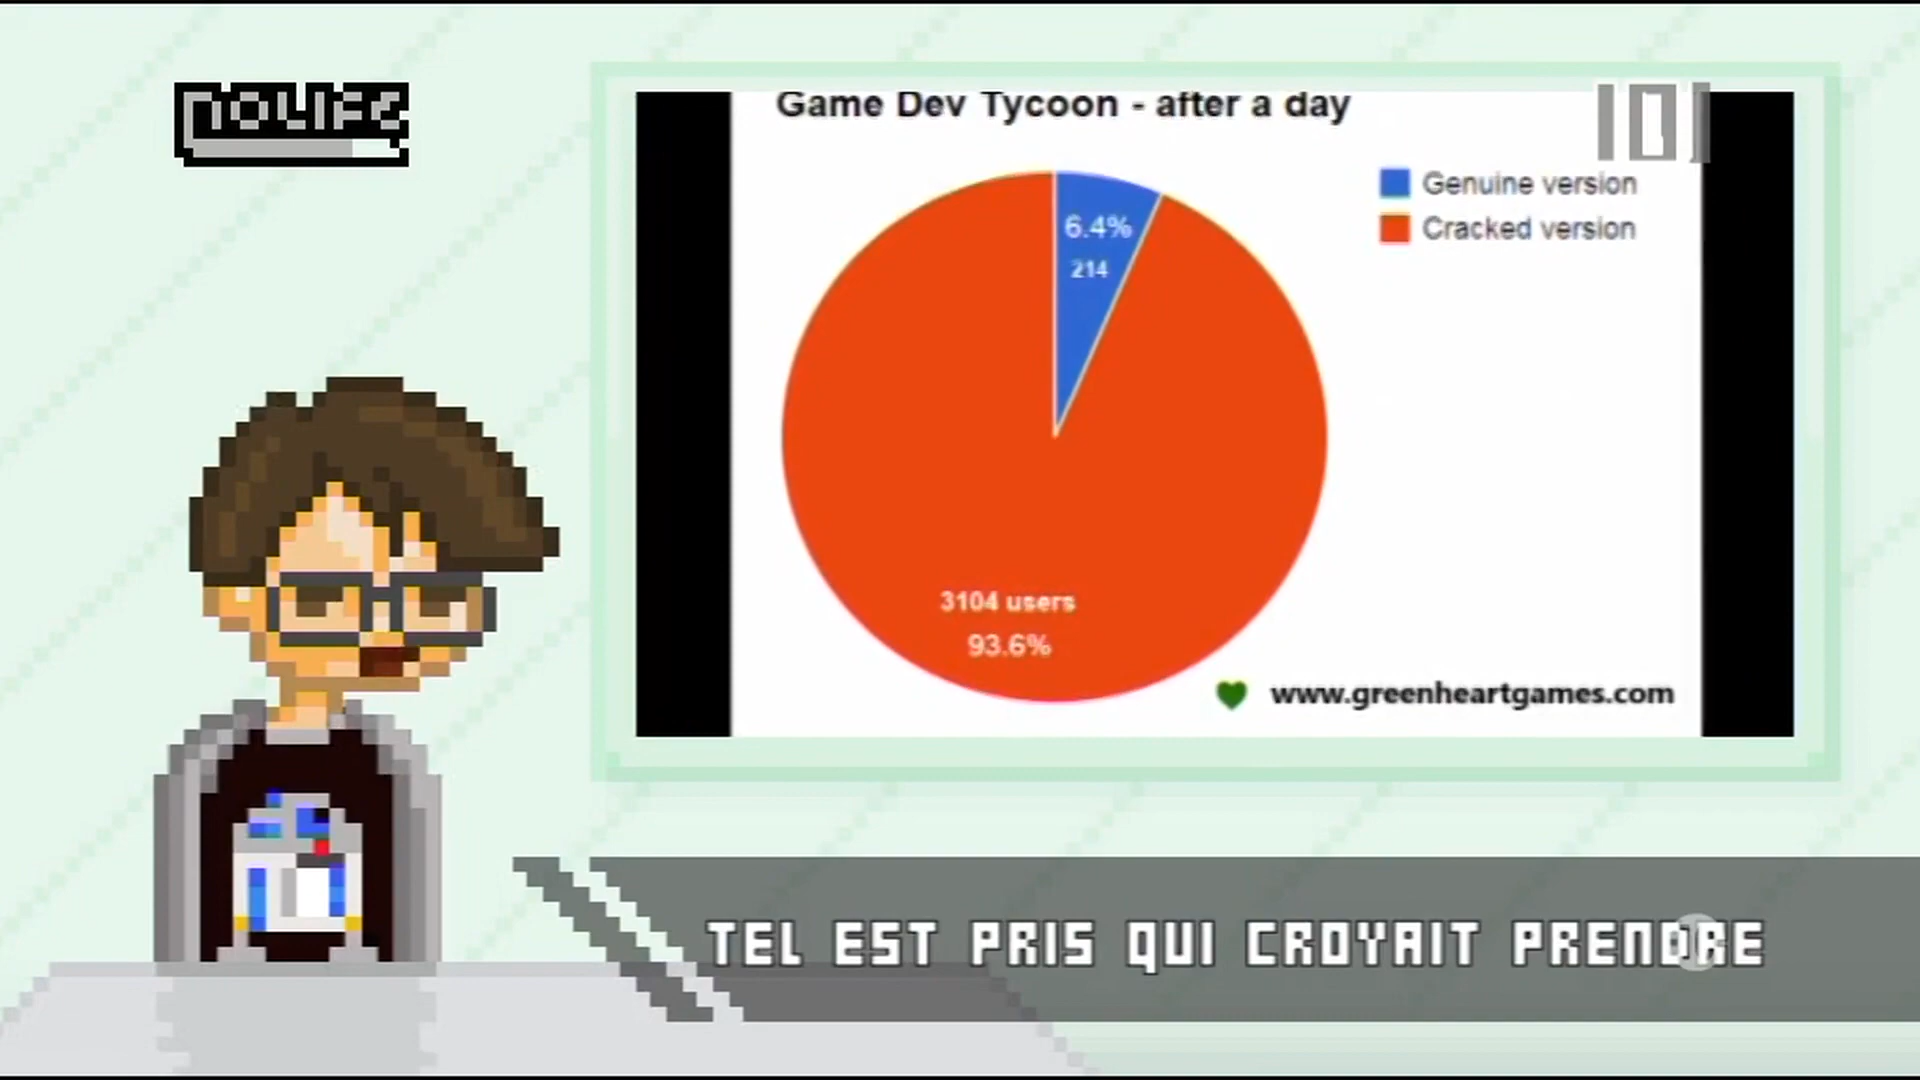 NOLIFE
Game Dev Tycoon - after a day
Genuine version
Cracked version
6.4%
214
3104 users
93.6%
www.greenheartgames.com
TEL EST PRIS QUI CROYAIT PRENDRE